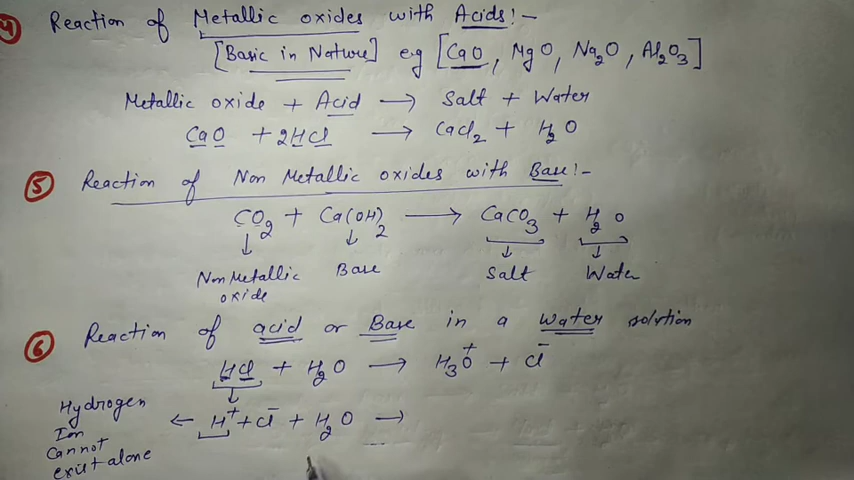 4 Reaction of Metallic oxides with Acids:-
[Basic in Nature] e.g [CaO, MgO, Na₂O, Al₂O₃]
Metallic oxide + Acid → Salt + Water
CaO + 2HCl → CaCl₂ + H₂O
5 Reaction of Non Metallic oxides with Base:-
CO₂ + Ca(OH)₂ → CaCO₃ + H₂O
↓ ↓ ↓ ↓
Non Metallic Base Salt Water
oxide
6 Reaction of acid or Base in a water solution
HCl + H₂O → H₃O⁺ + Cl⁻
↓
← H⁺ + Cl⁻ + H₂O →
Hydrogen
Ion
cannot
exist alone